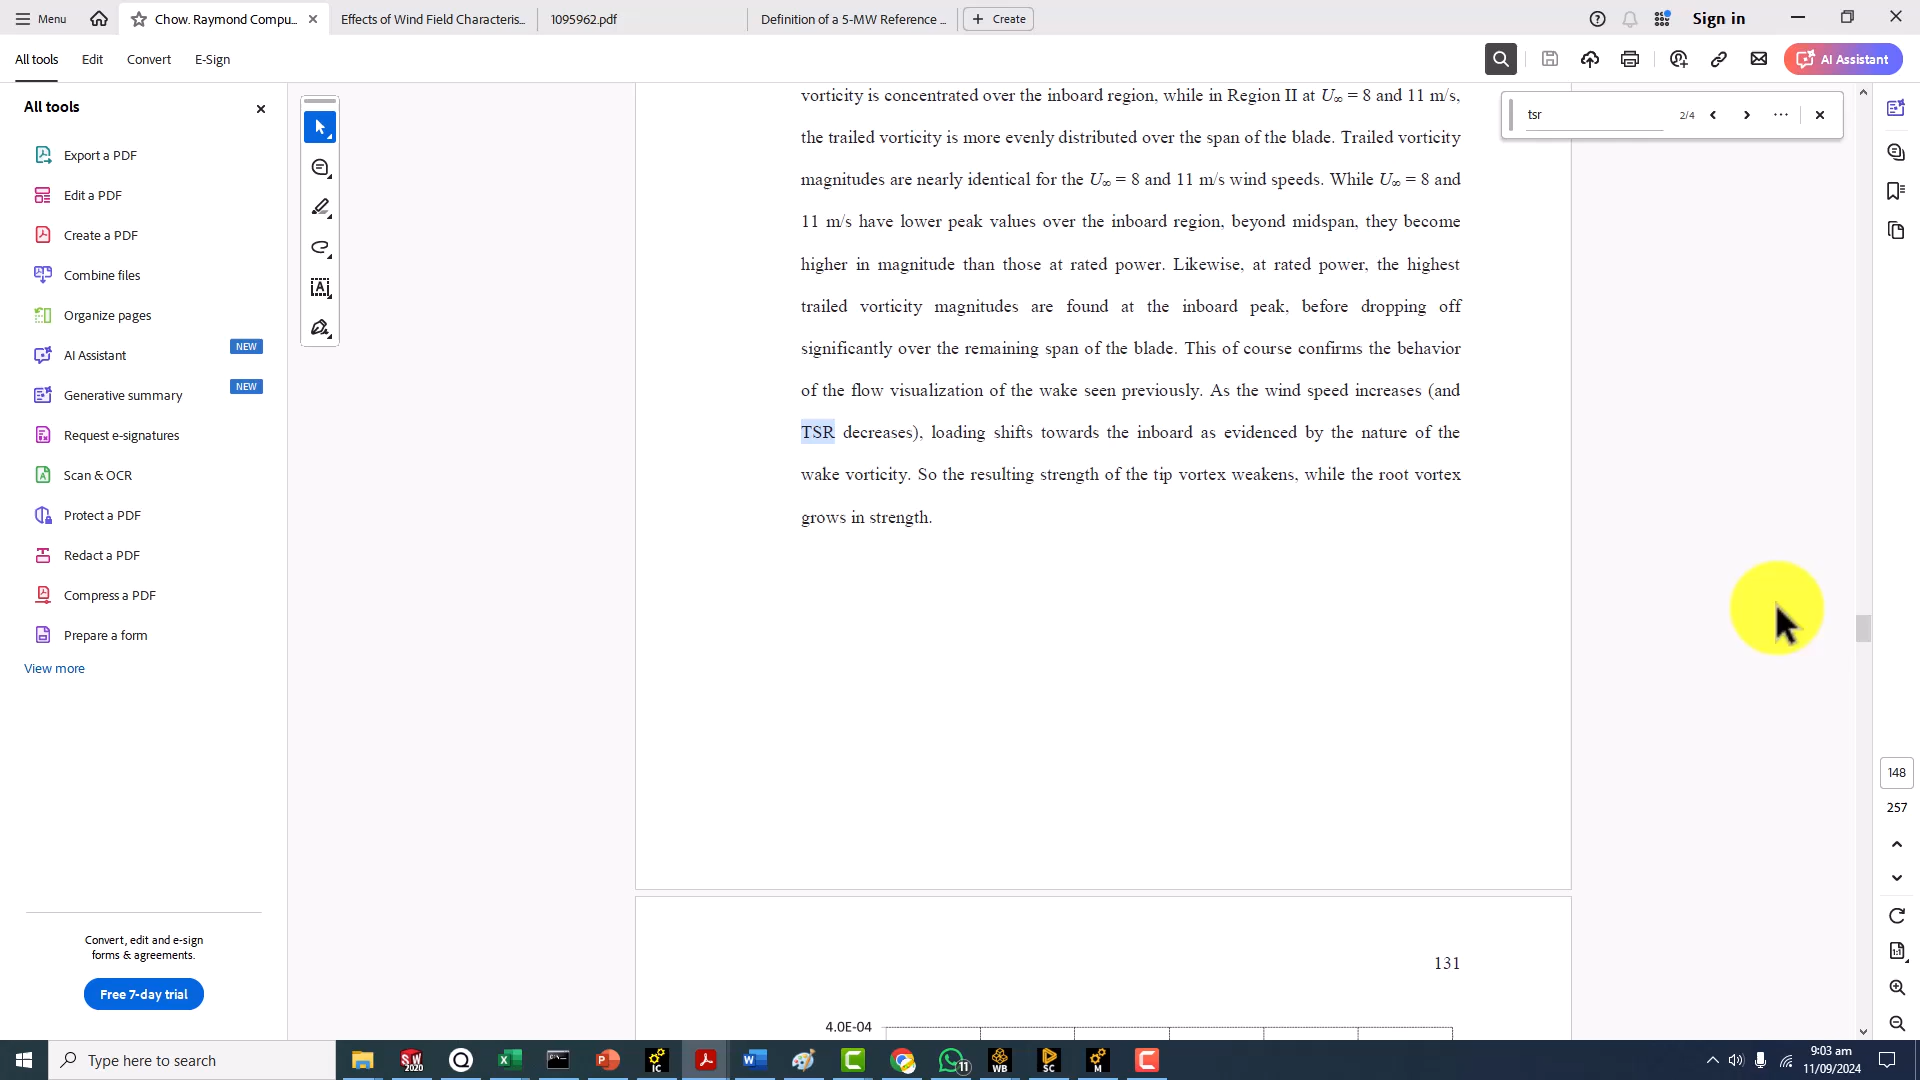 Menu
Chow. Raymond Compu...
Effects of Wind Field Characteris...
1095962.pdf
Definition of a 5-MW Reference ...
Create
Sign in
All tools
Edit
Convert
E-Sign
AI Assistant
All tools
Export a PDF
Edit a PDF
Create a PDF
Combine files
Organize pages
AI Assistant
NEW
Generative summary
NEW
Request e-signatures
Scan & OCR
Protect a PDF
Redact a PDF
Compress a PDF
Prepare a form
View more
Convert, edit and e-sign
forms & agreements.
Free 7-day trial
tsr
2/4
vorticity is concentrated over the inboard region, while in Region II at U∞ = 8 and 11 m/s,
the trailed vorticity is more evenly distributed over the span of the blade. Trailed vorticity
magnitudes are nearly identical for the U∞ = 8 and 11 m/s wind speeds. While U∞ = 8 and
11 m/s have lower peak values over the inboard region, beyond midspan, they become
higher in magnitude than those at rated power. Likewise, at rated power, the highest
trailed vorticity magnitudes are found at the inboard peak, before dropping off
significantly over the remaining span of the blade. This of course confirms the behavior
of the flow visualization of the wake seen previously. As the wind speed increases (and
TSR decreases), loading shifts towards the inboard as evidenced by the nature of the
wake vorticity. So the resulting strength of the tip vortex weakens, while the root vortex
grows in strength.
131
4.0E-04
148
257
Type here to search
SW
2020
IC
11
WB
SC
M
9:03 am
11/09/2024